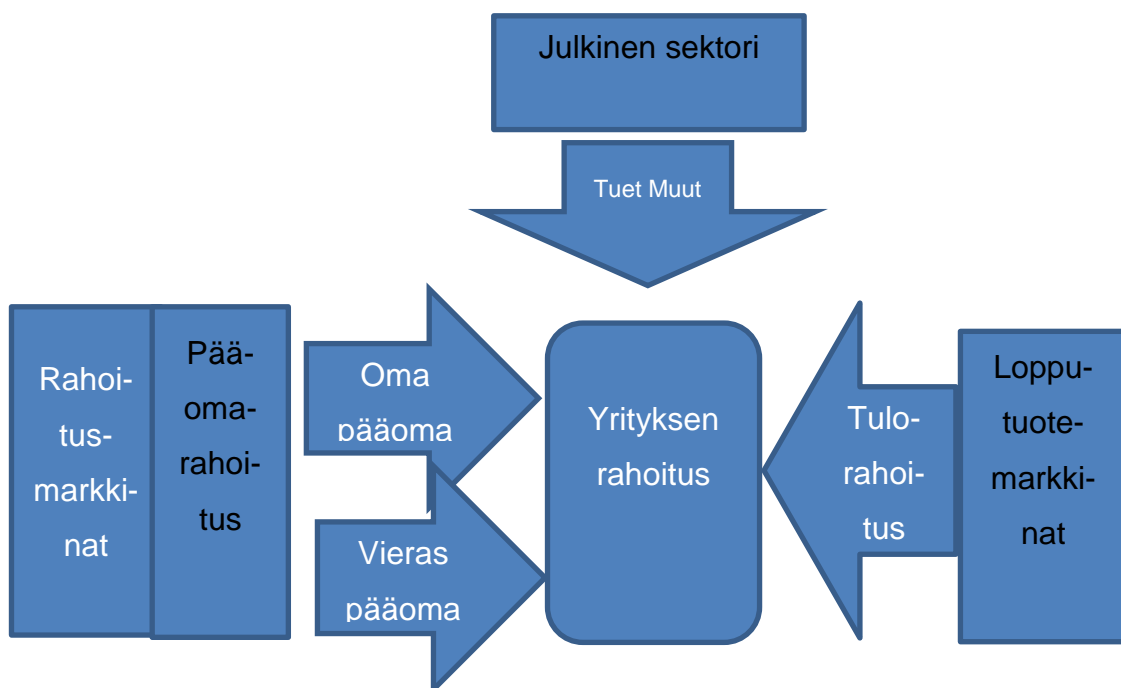 Julkinen sektori
Tuet Muut
Rahoi-
tus-
markki-
nat
Pää-
oma-
rahoi-
tus
Oma
pääoma
Vieras
pääoma
Yrityksen
rahoitus
Tulo-
rahoi-
tus
Loppu-
tuote-
markki-
nat